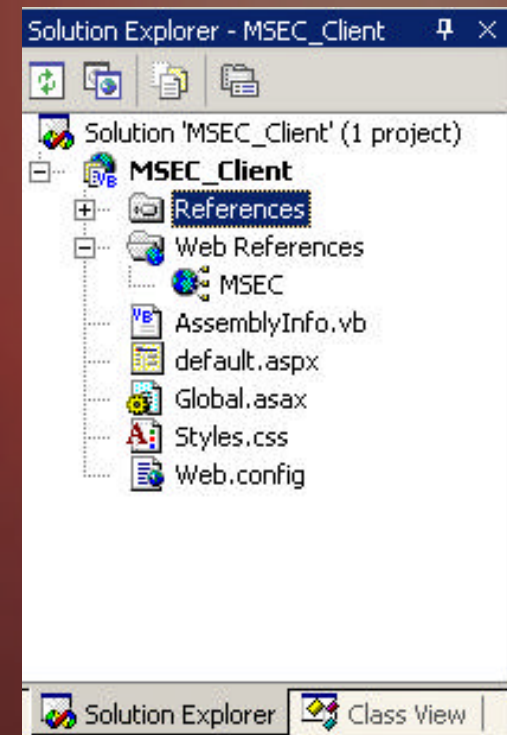 Solution Explorer - MSEC_Client
Solution 'MSEC_Client' (1 project)
MSEC_Client
References
Web References
MSEC
AssemblyInfo.vb
default.aspx
Global.asax
Styles.css
Web.config
Solution Explorer Class View